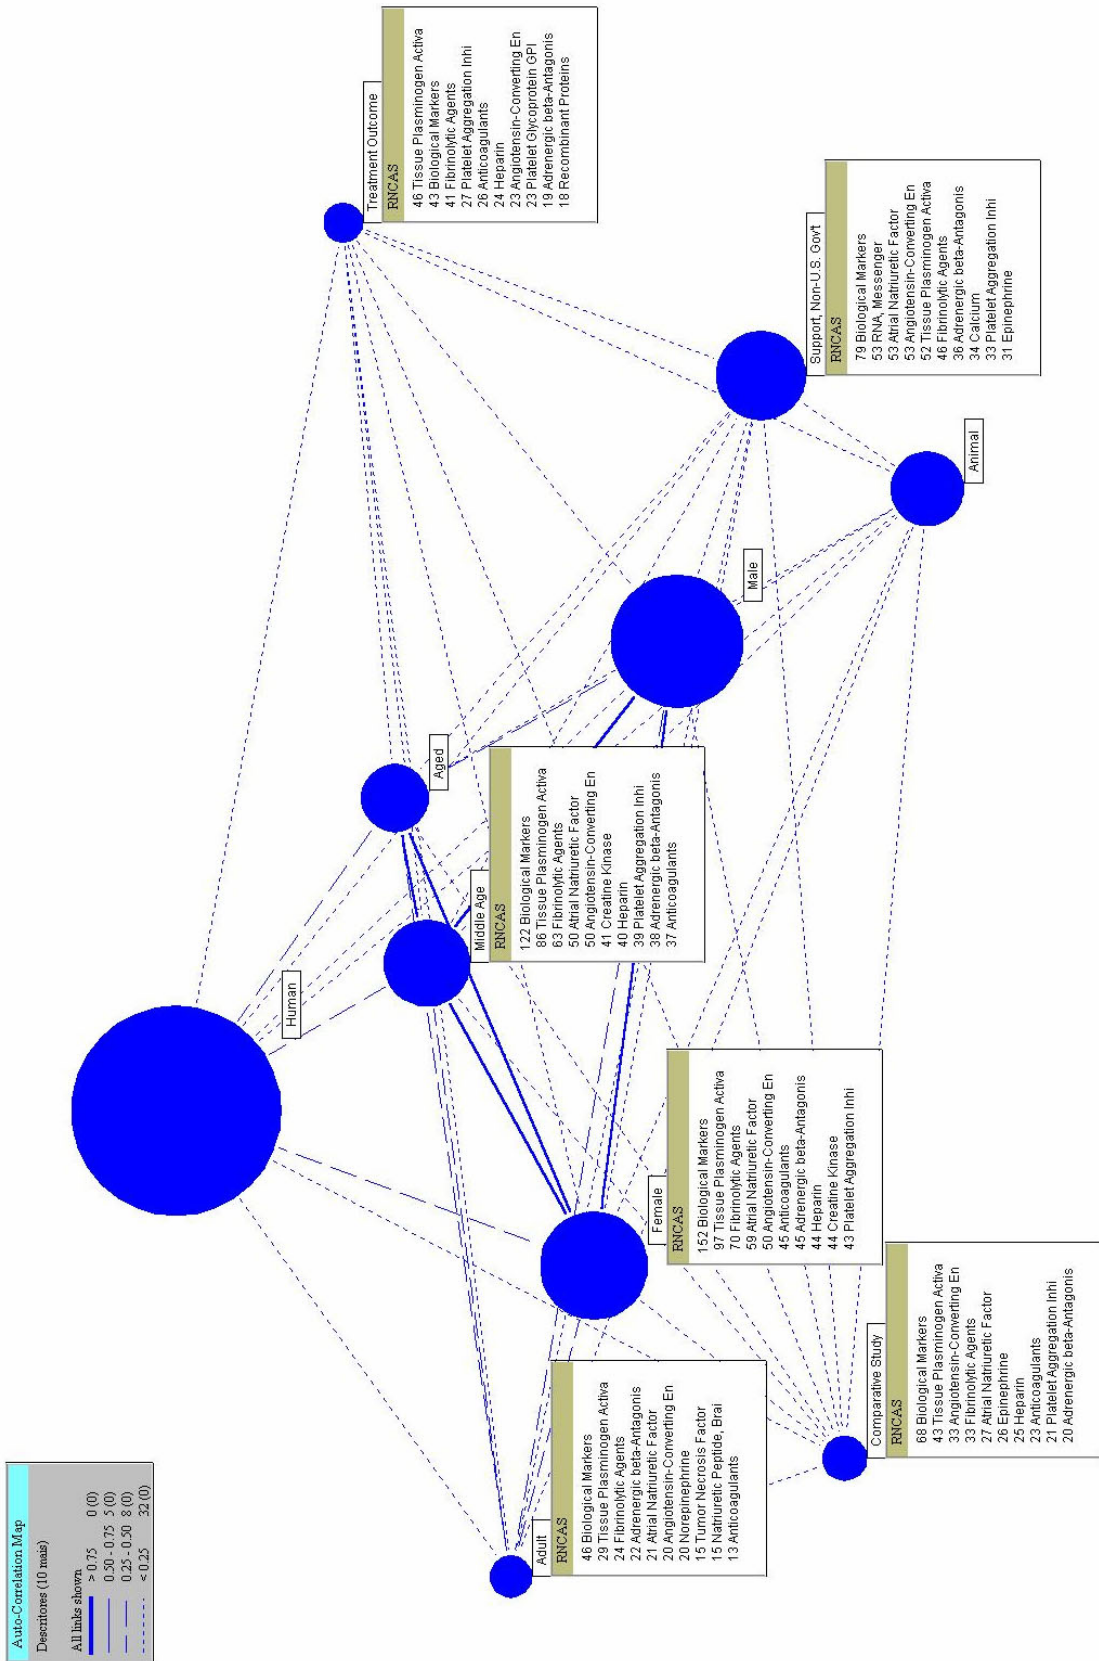 Auto-Correlation Map
Descritores (10 mais)
All links shown
> 0.75 0 (0)
0.50 - 0.75 5 (0)
0.25 - 0.50 8 (0)
< 0.25 32 (0)
Human
Treatment Outcome
RNCAS
46 Tissue Plasminogen Activa
43 Biological Markers
41 Fibrinolytic Agents
27 Platelet Aggregation Inhi
26 Anticoagulants
24 Heparin
23 Angiotensin-Converting En
23 Platelet Glycoprotein GPI
19 Adrenergic beta-Antagonis
18 Recombinant Proteins
Aged
Middle Age
RNCAS
122 Biological Markers
86 Tissue Plasminogen Activa
63 Fibrinolytic Agents
50 Atrial Natriuretic Factor
50 Angiotensin-Converting En
41 Creatine Kinase
40 Heparin
39 Platelet Aggregation Inhi
38 Adrenergic beta-Antagonis
37 Anticoagulants
Adult
RNCAS
46 Biological Markers
29 Tissue Plasminogen Activa
24 Fibrinolytic Agents
22 Adrenergic beta-Antagonis
21 Atrial Natriuretic Factor
20 Angiotensin-Converting En
20 Norepinephrine
15 Tumor Necrosis Factor
15 Natriuretic Peptide, Brai
13 Anticoagulants
Female
RNCAS
152 Biological Markers
97 Tissue Plasminogen Activa
70 Fibrinolytic Agents
59 Atrial Natriuretic Factor
50 Angiotensin-Converting En
45 Anticoagulants
45 Adrenergic beta-Antagonis
44 Heparin
44 Creatine Kinase
43 Platelet Aggregation Inhi
Male
Support, Non-U.S. Gov't
RNCAS
79 Biological Markers
53 RNA, Messenger
53 Atrial Natriuretic Factor
53 Angiotensin-Converting En
52 Tissue Plasminogen Activa
46 Fibrinolytic Agents
36 Adrenergic beta-Antagonis
34 Calcium
33 Platelet Aggregation Inhi
31 Epinephrine
Comparative Study
RNCAS
68 Biological Markers
43 Tissue Plasminogen Activa
33 Angiotensin-Converting En
33 Fibrinolytic Agents
27 Atrial Natriuretic Factor
26 Epinephrine
25 Heparin
23 Anticoagulants
21 Platelet Aggregation Inhi
20 Adrenergic beta-Antagonis
Animal